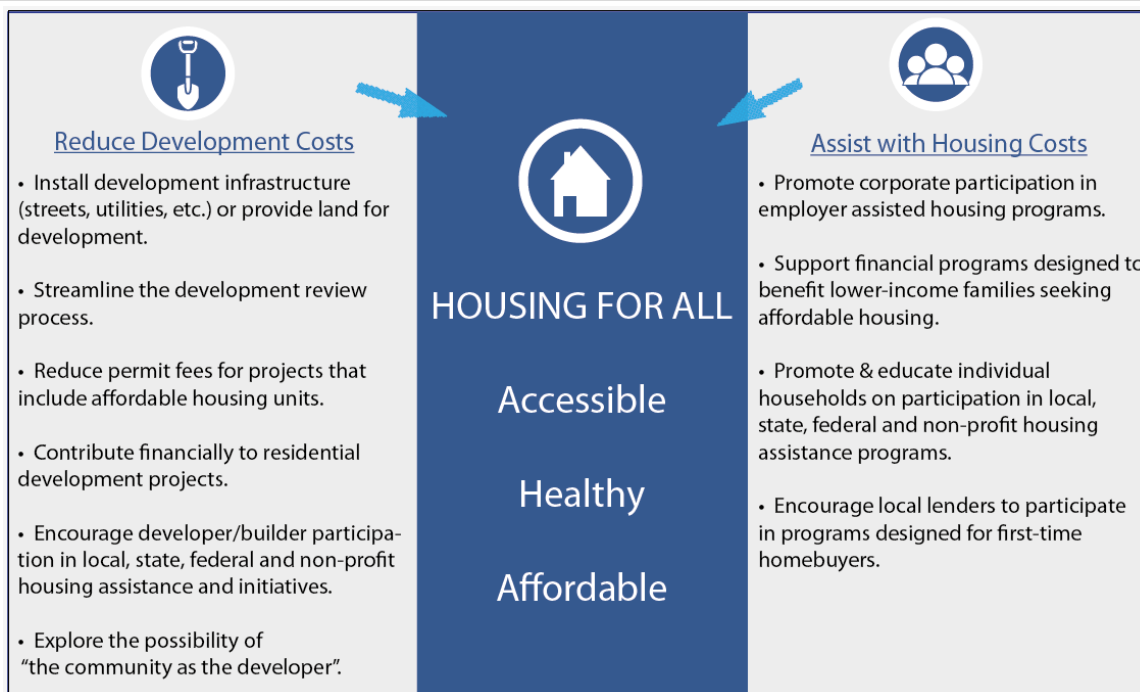 Reduce Development Costs
• Install development infrastructure
(streets, utilities, etc.) or provide land for
development.
• Streamline the development review
process.
• Reduce permit fees for projects that
include affordable housing units.
• Contribute financially to residential
development projects.
• Encourage developer/builder participa-
tion in local, state, federal and non-profit
housing assistance and initiatives.
• Explore the possibility of
“the community as the developer”.
HOUSING FOR ALL
Accessible
Healthy
Affordable
Assist with Housing Costs
• Promote corporate participation in
employer assisted housing programs.
• Support financial programs designed to
benefit lower-income families seeking
affordable housing.
• Promote & educate individual
households on participation in local,
state, federal and non-profit housing
assistance programs.
• Encourage local lenders to participate
in programs designed for first-time
homebuyers.